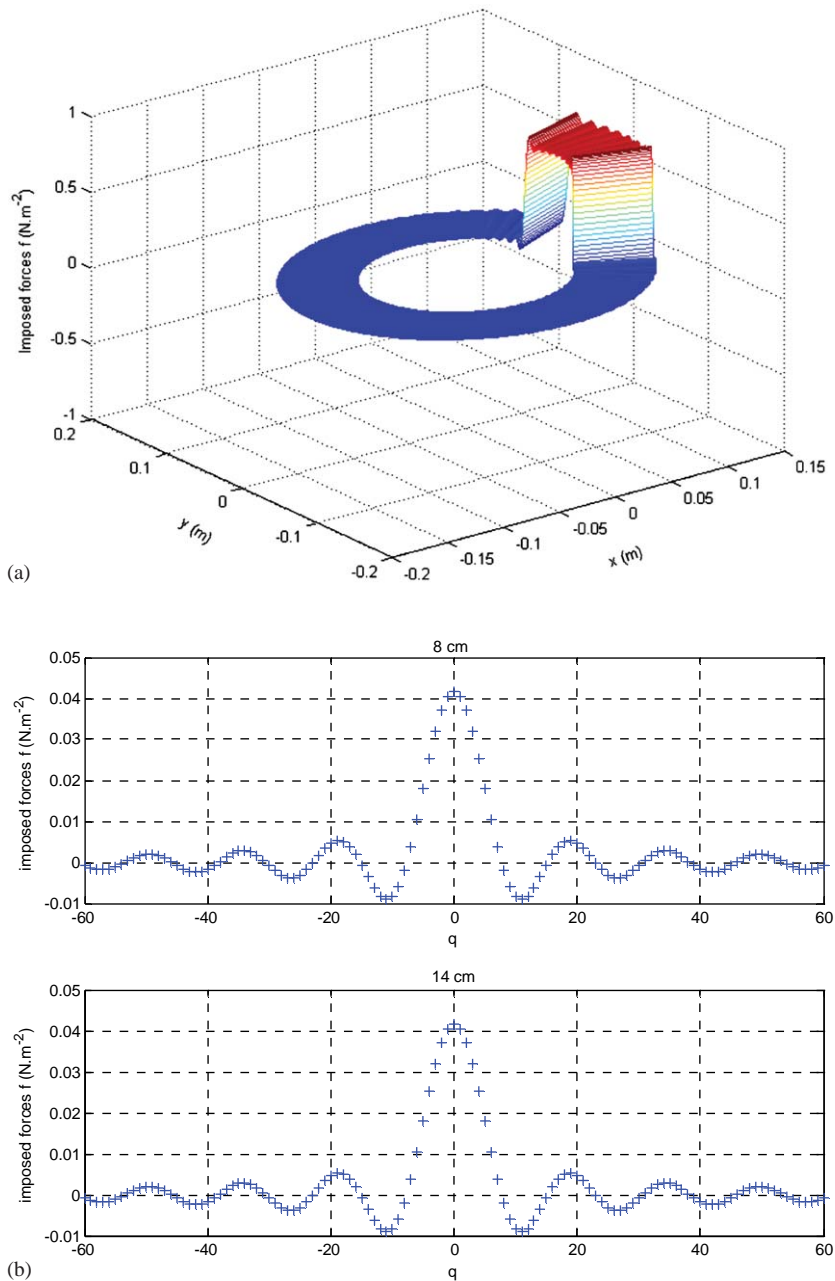 1
0.5
0
-0.5
-1
Imposed forces f (N.m-2)
0.2
0.1
0
-0.1
-0.2
y (m)
-0.2
-0.15
-0.1
-0.05
0
0.05
0.1
0.15
x (m)
(a)
8 cm
0.05
0.04
0.03
0.02
0.01
0
-0.01
imposed forces f (N.m-2)
-60 -40 -20 0 20 40 60
q
14 cm
0.05
0.04
0.03
0.02
0.01
0
-0.01
imposed forces f (N.m-2)
-60 -40 -20 0 20 40 60
q
(b)